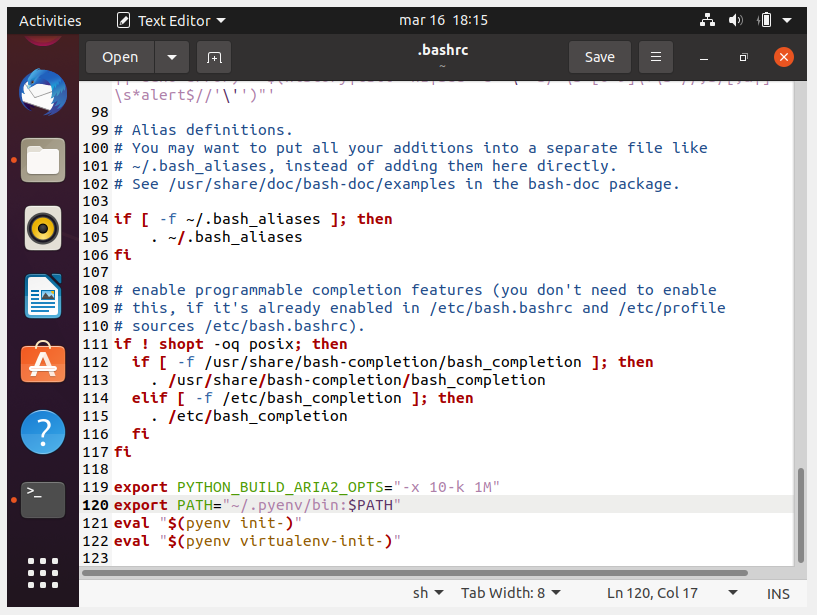 Activities
Text Editor
mar 16 18:15
Open
.bashrc
~
Save
\s*alert$//'\'')"'
98
99 # Alias definitions.
100 # You may want to put all your additions into a separate file like
101 # ~/.bash_aliases, instead of adding them here directly.
102 # See /usr/share/doc/bash-doc/examples in the bash-doc package.
103
104 if [ -f ~/.bash_aliases ]; then
105     . ~/.bash_aliases
106 fi
107
108 # enable programmable completion features (you don't need to enable
109 # this, if it's already enabled in /etc/bash.bashrc and /etc/profile
110 # sources /etc/bash.bashrc).
111 if ! shopt -oq posix; then
112   if [ -f /usr/share/bash-completion/bash_completion ]; then
113     . /usr/share/bash-completion/bash_completion
114   elif [ -f /etc/bash_completion ]; then
115     . /etc/bash_completion
116   fi
117 fi
118
119 export PYTHON_BUILD_ARIA2_OPTS="-x 10-k 1M"
120 export PATH="~/.pyenv/bin:$PATH"
121 eval "$(pyenv init-)"
122 eval "$(pyenv virtualenv-init-)"
123
sh
Tab Width: 8
Ln 120, Col 17
INS